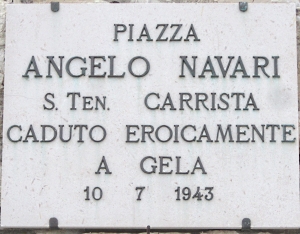 PIAZZA
ANGELO NAVARI
S. TEN. CARRISTA
CADUTO EROICAMENTE
A GELA
10 7 1943